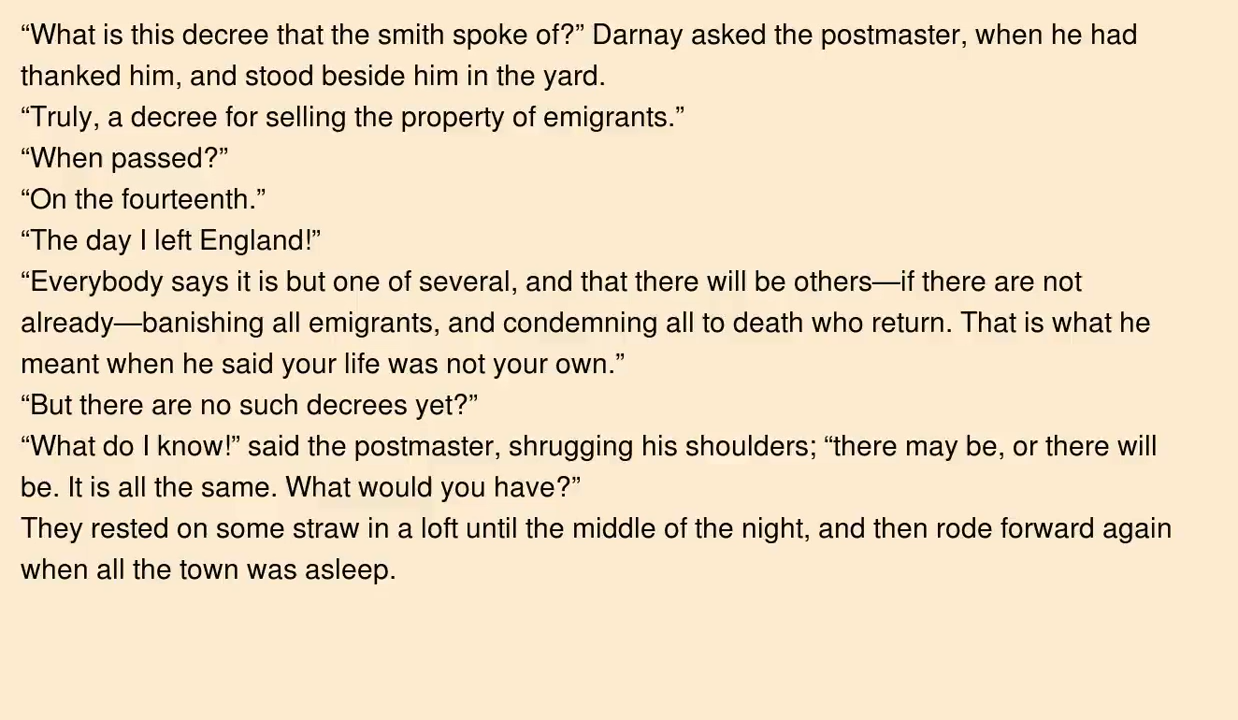 “What is this decree that the smith spoke of?” Darnay asked the postmaster, when he had
thanked him, and stood beside him in the yard.
“Truly, a decree for selling the property of emigrants.”
“When passed?”
“On the fourteenth.”
“The day I left England!”
“Everybody says it is but one of several, and that there will be others—if there are not
already—banishing all emigrants, and condemning all to death who return. That is what he
meant when he said your life was not your own.”
“But there are no such decrees yet?”
“What do I know!” said the postmaster, shrugging his shoulders; “there may be, or there will
be. It is all the same. What would you have?”
They rested on some straw in a loft until the middle of the night, and then rode forward again
when all the town was asleep.